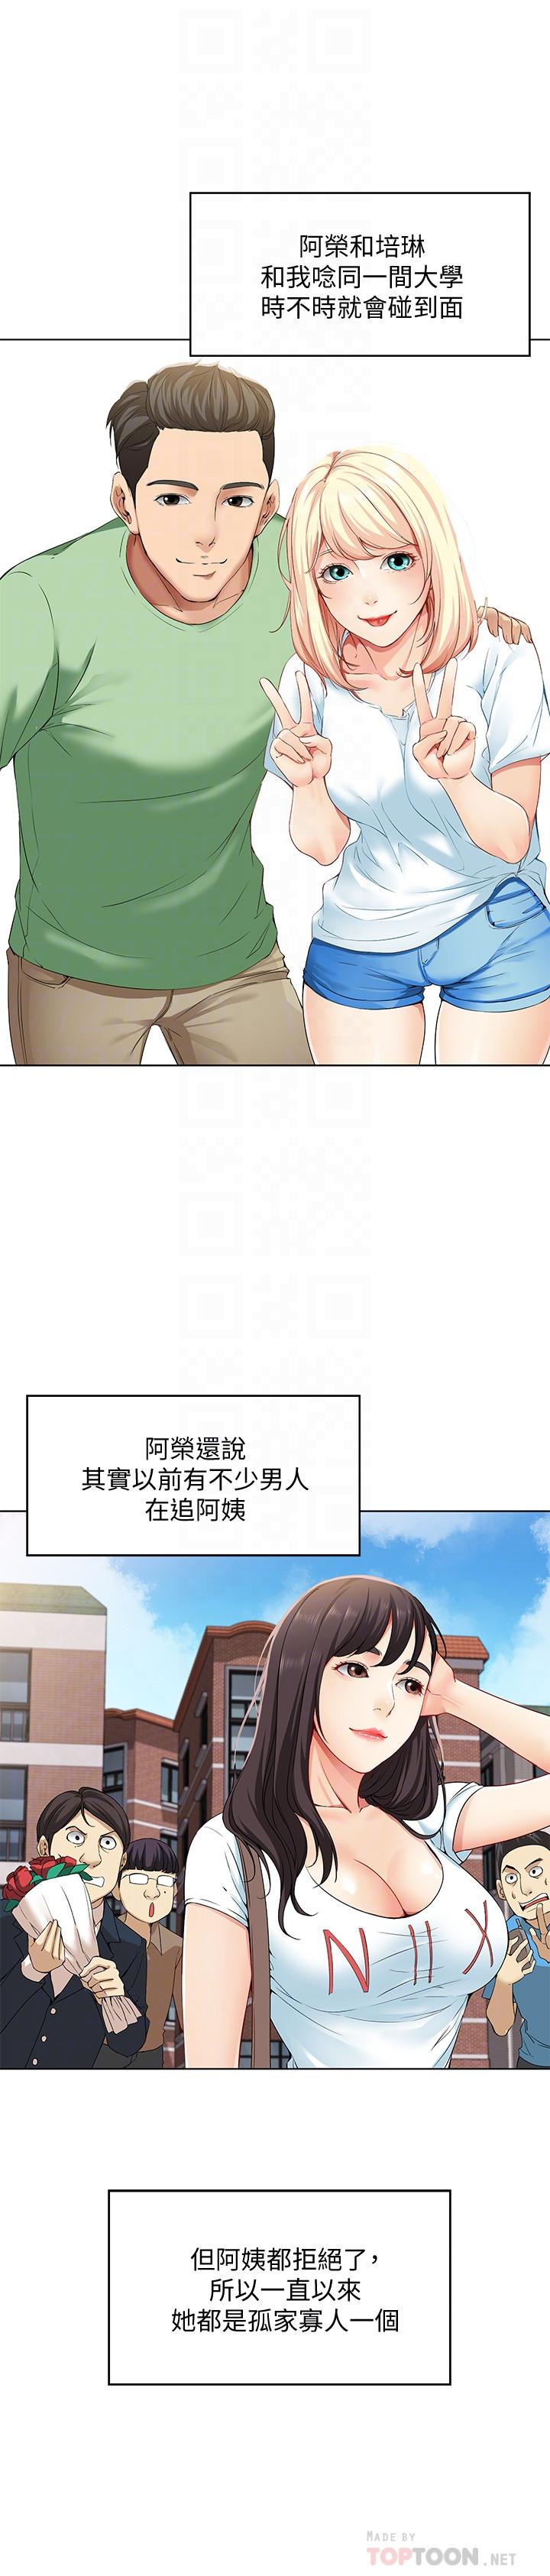 阿榮和培琳
和我唸同一間大學
時不時就會碰到面
阿榮還說
其實以前有不少男人
在追阿姨
NIIX
但阿姨都拒絕了，
所以一直以來
她都是孤家寡人一個
MADE BY
TOPTOON.NET